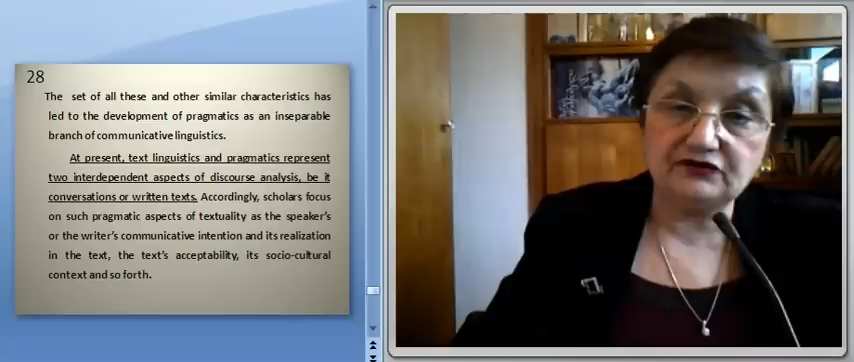 28
The set of all these and other similar characteristics has
led to the development of pragmatics as an inseparable
branch of communicative linguistics.
At present, text linguistics and pragmatics represent
two interdependent aspects of discourse analysis, be it
conversations or written texts. Accordingly, scholars focus
on such pragmatic aspects of textuality as the speaker's
or the writer's communicative intention and its realization
in the text, the text's acceptability, its socio-cultural
context and so forth.